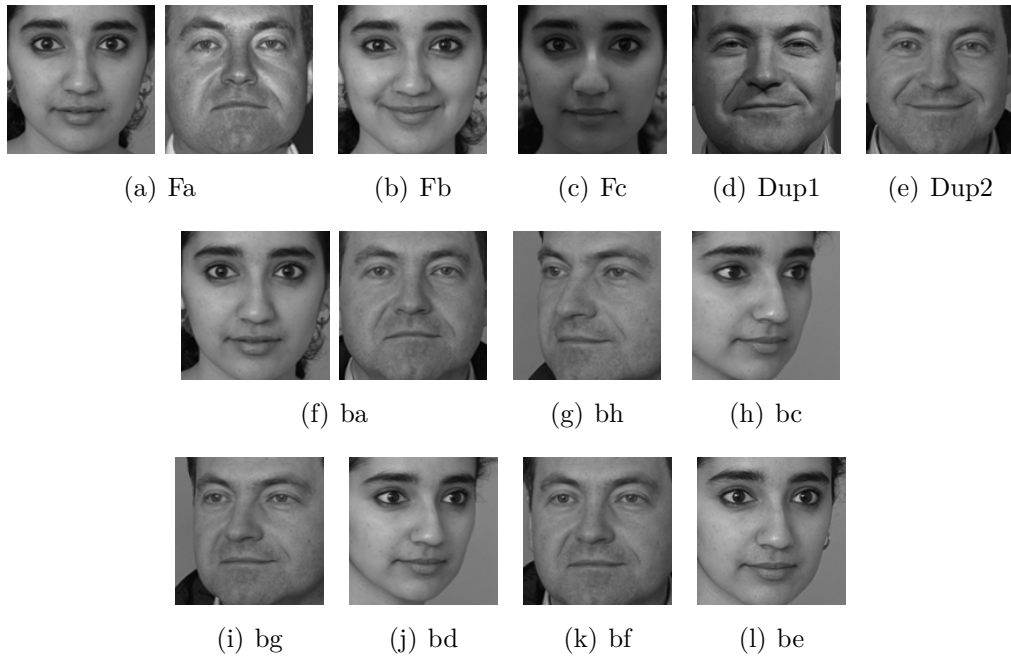 (a) Fa (b) Fb (c) Fc (d) Dup1 (e) Dup2
(f) ba (g) bh (h) bc
(i) bg (j) bd (k) bf (l) be